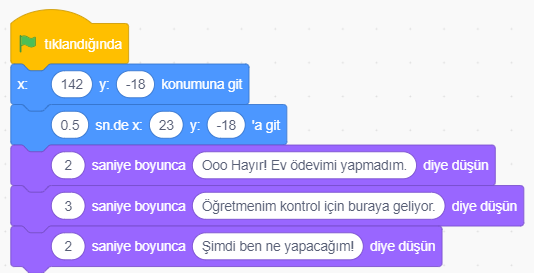 tıklandığında
x: 142 y: -18 konumuna git
0.5 sn.de x: 23 y: -18 'a git
2 saniye boyunca Ooo Hayır! Ev ödevimi yapmadım. diye düşün
3 saniye boyunca Öğretmenim kontrol için buraya geliyor. diye düşün
2 saniye boyunca Şimdi ben ne yapacağım! diye düşün